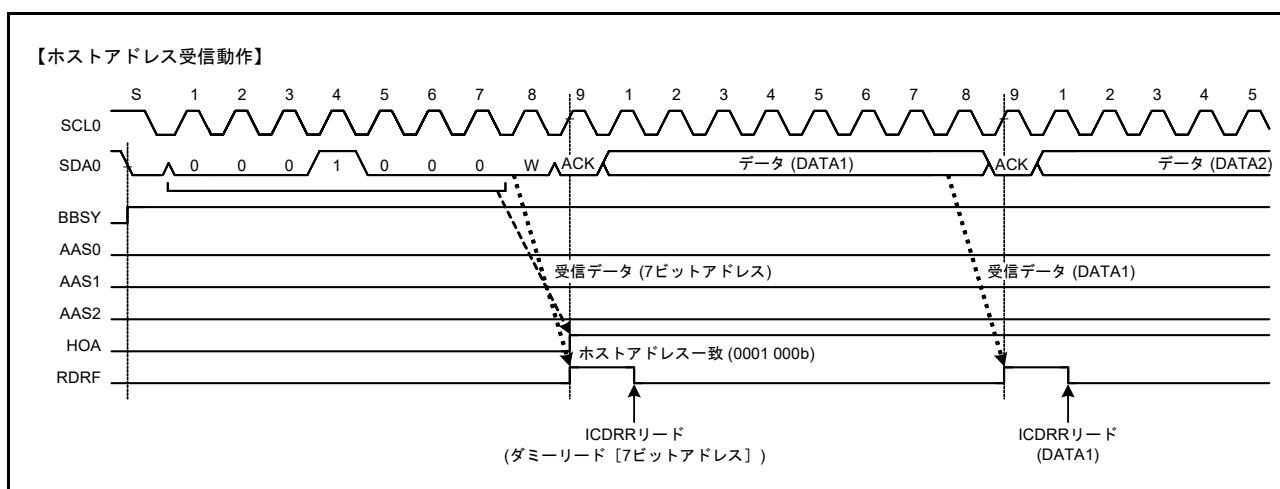 【ホストアドレス受信動作】
S 1 2 3 4 5 6 7 8 9 1 2 3 4 5 6 7 8 9 1 2 3 4 5
SCL0
SDA0 0 0 0 1 0 0 0 W ACK データ (DATA1) ACK データ (DATA2)
BBSY
AAS0
AAS1 受信データ (7ビットアドレス) 受信データ (DATA1)
AAS2
HOA ホストアドレス一致 (0001 000b)
RDRF
ICDRRリード ICDRRリード
(ダミーリード［7ビットアドレス］) (DATA1)